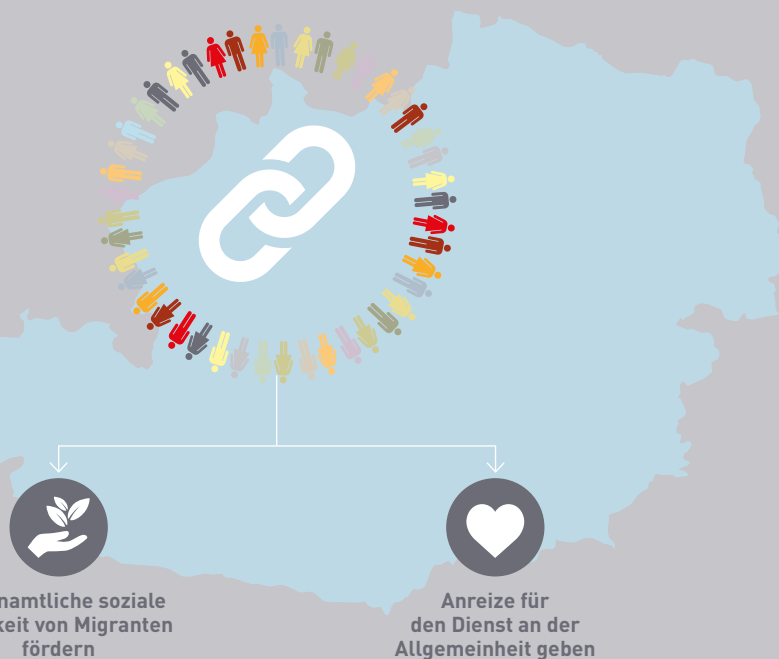 namtliche soziale
keit von Migranten
fördern
Anreize für
den Dienst an der
Allgemeinheit geben